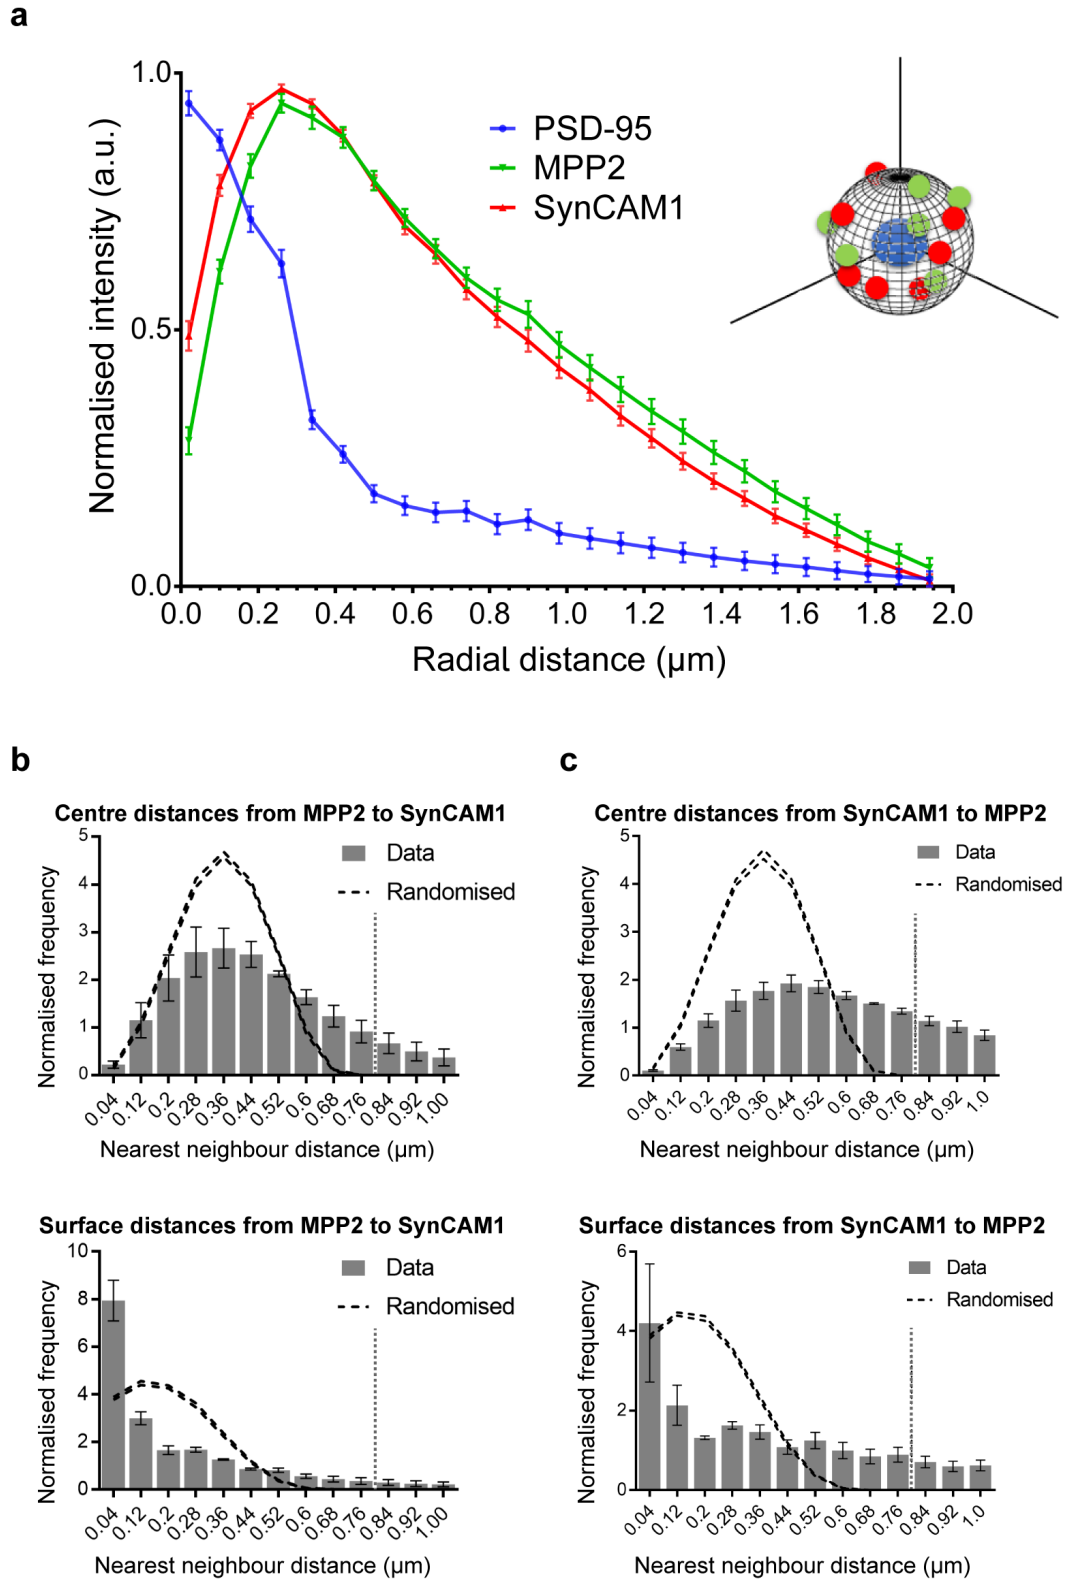 a
1.0
0.5
0.0
Normalised intensity (a.u.)
PSD-95
MPP2
SynCAM1
0.0 0.2 0.4 0.6 0.8 1.0 1.2 1.4 1.6 1.8 2.0
Radial distance (µm)
b
Centre distances from MPP2 to SynCAM1
5
4
3
2
1
0
Normalised frequency
Data
Randomised
0.04 0.12 0.2 0.28 0.36 0.44 0.52 0.6 0.68 0.76 0.84 0.92 1.00
Nearest neighbour distance (µm)
Surface distances from MPP2 to SynCAM1
10
8
6
4
2
0
Normalised frequency
Data
Randomised
0.04 0.12 0.2 0.28 0.36 0.44 0.52 0.6 0.68 0.76 0.84 0.92 1.00
Nearest neighbour distance (µm)
c
Centre distances from SynCAM1 to MPP2
5
4
3
2
1
0
Normalised frequency
Data
Randomised
0.04 0.12 0.2 0.28 0.36 0.44 0.52 0.6 0.68 0.76 0.84 0.92 1.0
Nearest neighbour distance (µm)
Surface distances from SynCAM1 to MPP2
6
4
2
0
Normalised frequency
Data
Randomised
0.04 0.12 0.2 0.28 0.36 0.44 0.52 0.6 0.68 0.76 0.84 0.92 1.0
Nearest neighbour distance (µm)